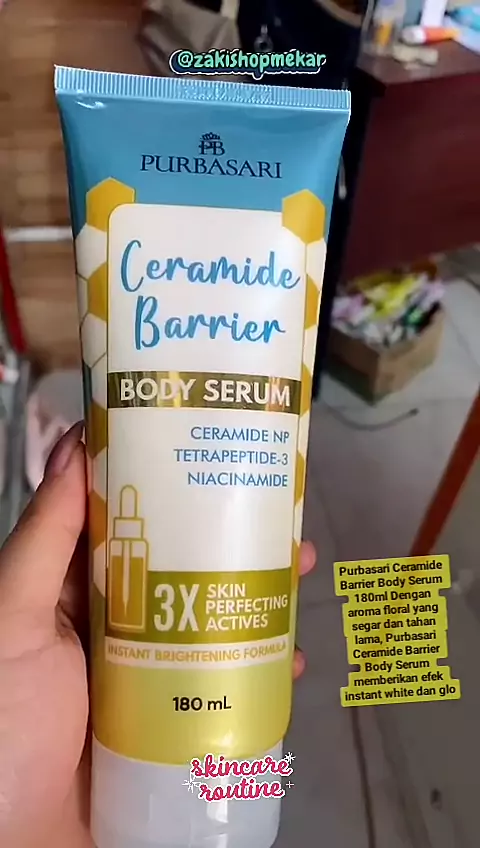 @zakishopmekar
PB
PURBASARI
Ceramide
Barrier
BODY SERUM
CERAMIDE NP
TETRAPEPTIDE-3
NIACINAMIDE
3X
SKIN
PERFECTING
ACTIVES
INSTANT BRIGHTENING FORMULA
180 mL
Purbasari Ceramide
Barrier Body Serum
180ml Dengan
aroma floral yang
segar dan tahan
lama, Purbasari
Ceramide Barrier
Body Serum
memberikan efek
instant white dan glo
skincare
routine